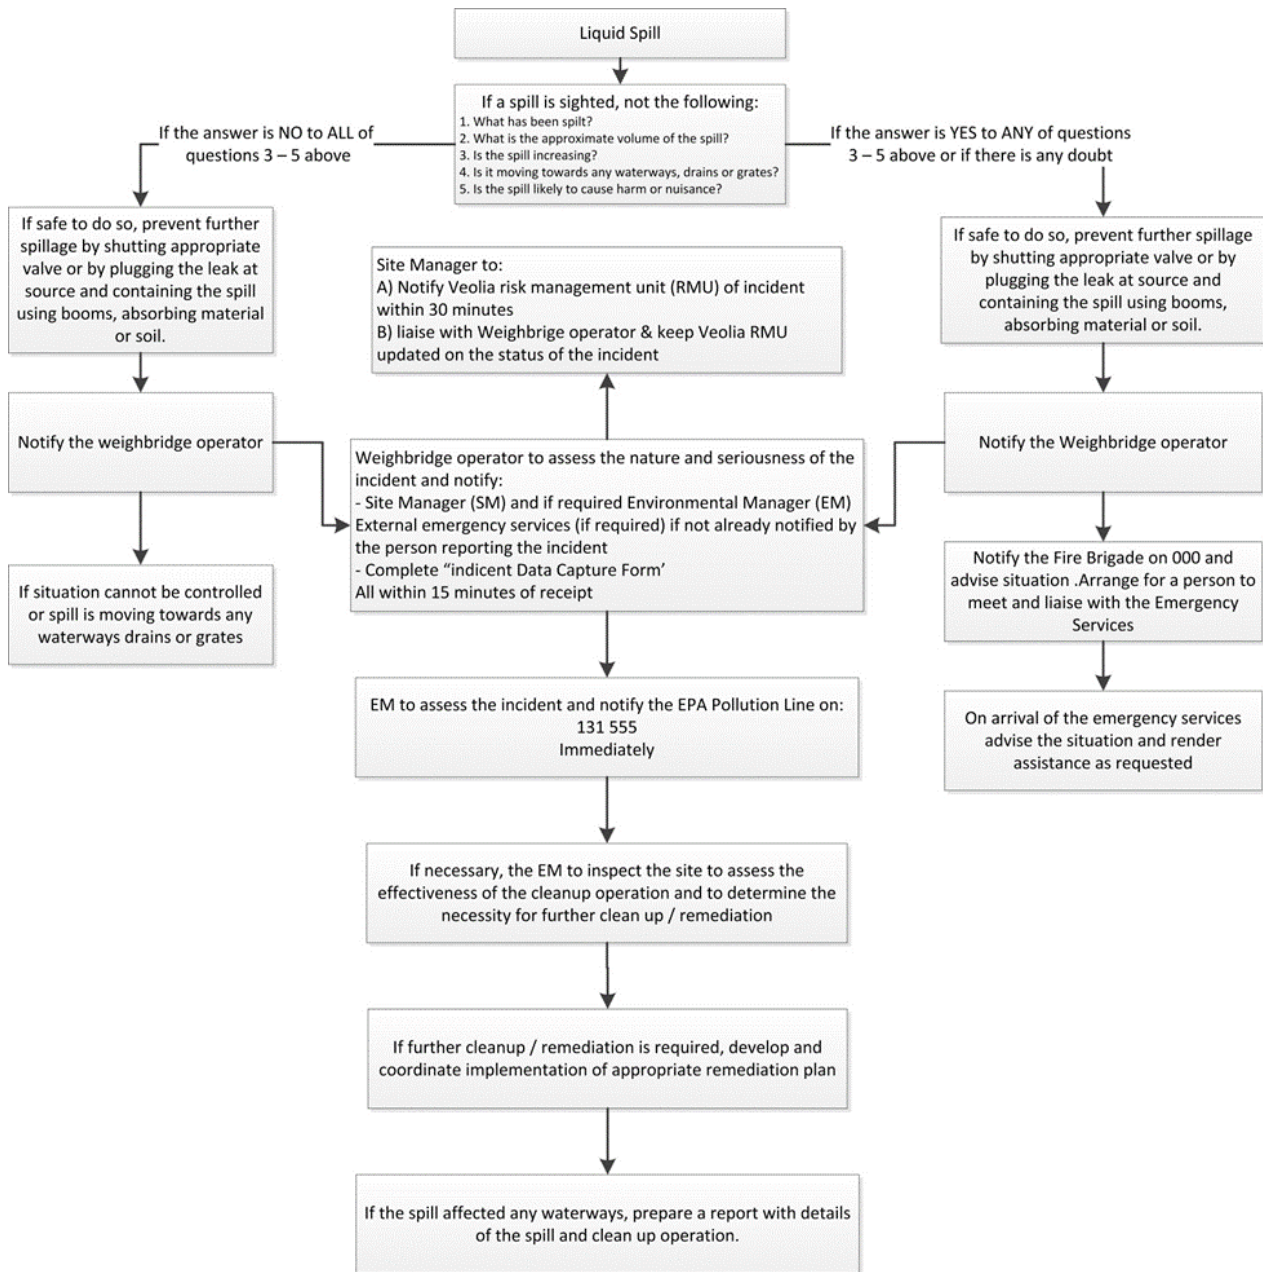 Liquid Spill
If a spill is sighted, not the following:
1. What has been spilt?
2. What is the approximate volume of the spill?
3. Is the spill increasing?
4. Is it moving towards any waterways, drains or grates?
5. Is the spill likely to cause harm or nuisance?
If the answer is NO to ALL of
questions 3 – 5 above
If the answer is YES to ANY of questions
3 – 5 above or if there is any doubt
If safe to do so, prevent further
spillage by shutting appropriate
valve or by plugging the leak at
source and containing the spill
using booms, absorbing material
or soil.
Notify the weighbridge operator
If situation cannot be controlled
or spill is moving towards any
waterways drains or grates
Site Manager to:
A) Notify Veolia risk management unit (RMU) of incident
within 30 minutes
B) liaise with Weighbrige operator & keep Veolia RMU
updated on the status of the incident
Weighbridge operator to assess the nature and seriousness of the
incident and notify:
- Site Manager (SM) and if required Environmental Manager (EM)
External emergency services (if required) if not already notified by
the person reporting the incident
- Complete “indicent Data Capture Form’
All within 15 minutes of receipt
EM to assess the incident and notify the EPA Pollution Line on:
131 555
Immediately
If necessary, the EM to inspect the site to assess the
effectiveness of the cleanup operation and to determine the
necessity for further clean up / remediation
If further cleanup / remediation is required, develop and
coordinate implementation of appropriate remediation plan
If the spill affected any waterways, prepare a report with details
of the spill and clean up operation.
If safe to do so, prevent further spillage
by shutting appropriate valve or by
plugging the leak at source and
containing the spill using booms,
absorbing material or soil.
Notify the Weighbridge operator
Notify the Fire Brigade on 000 and
advise situation .Arrange for a person to
meet and liaise with the Emergency
Services
On arrival of the emergency services
advise the situation and render
assistance as requested